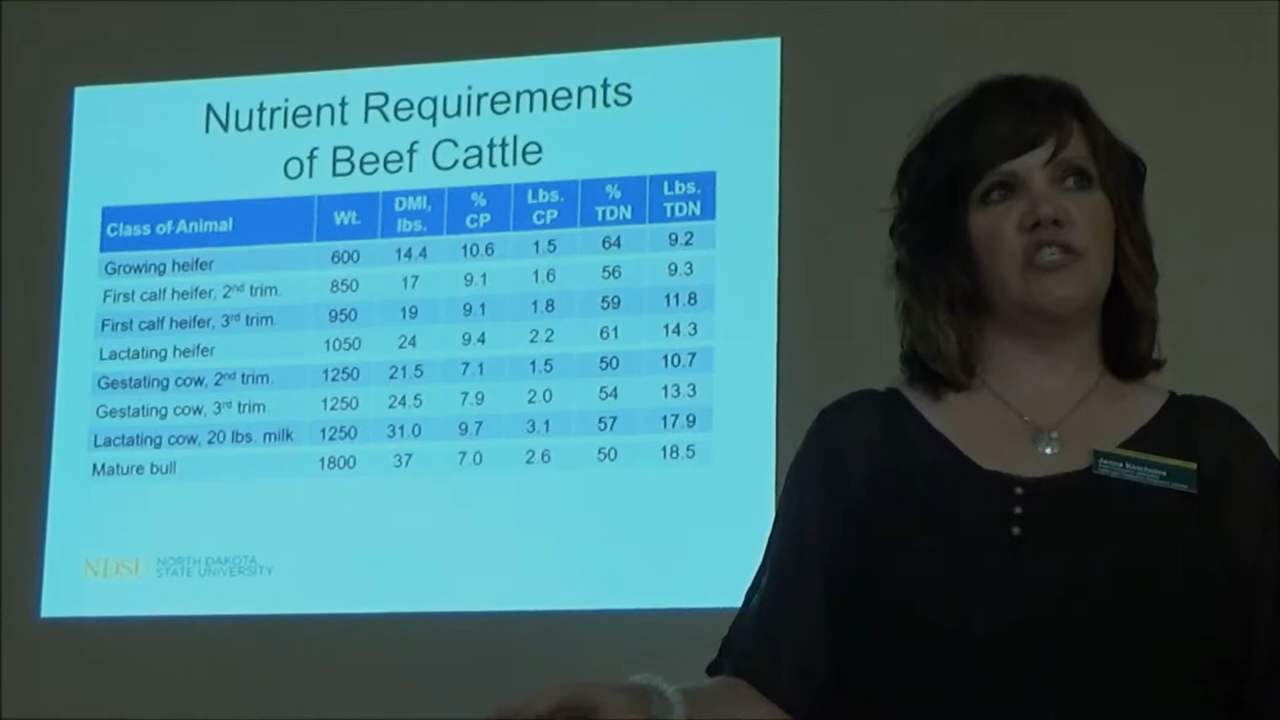 Nutrient Requirements
of Beef Cattle
Class of Animal Wt. DMI, lbs. % CP Lbs. CP % TDN Lbs. TDN
Growing heifer 600 14.4 10.6 1.5 64 9.2
First calf heifer, 2nd trim. 850 17 9.1 1.6 56 9.3
First calf heifer, 3rd trim. 950 19 9.1 1.8 59 11.8
Lactating heifer 1050 24 9.4 2.2 61 14.3
Gestating cow, 2nd trim. 1250 21.5 7.1 1.5 50 10.7
Gestating cow, 3rd trim. 1250 24.5 7.9 2.0 54 13.3
Lactating cow, 20 lbs. milk 1250 31.0 9.7 3.1 57 17.9
Mature bull 1800 37 7.0 2.6 50 18.5
NDSU NORTH DAKOTA
STATE UNIVERSITY